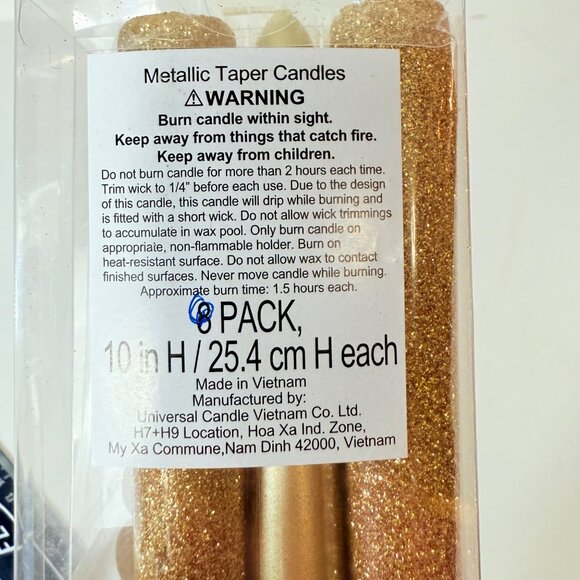 Metallic Taper Candles
⚠WARNING
Burn candle within sight.
Keep away from things that catch fire.
Keep away from children.
Do not burn candle for more than 2 hours each time.
Trim wick to 1/4" before each use. Due to the design
of this candle, this candle will drip while burning and
is fitted with a short wick. Do not allow wick trimmings
to accumulate in wax pool. Only burn candle on
appropriate, non-flammable holder. Burn on
heat-resistant surface. Do not allow wax to contact
finished surfaces. Never move candle while burning.
Approximate burn time: 1.5 hours each.
PACK,
10 in H / 25.4 cm H each
Made in Vietnam
Manufactured by:
Universal Candle Vietnam Co. Ltd.
H7+H9 Location, Hoa Xa Ind. Zone,
My Xa Commune,Nam Dinh 42000, Vietnam